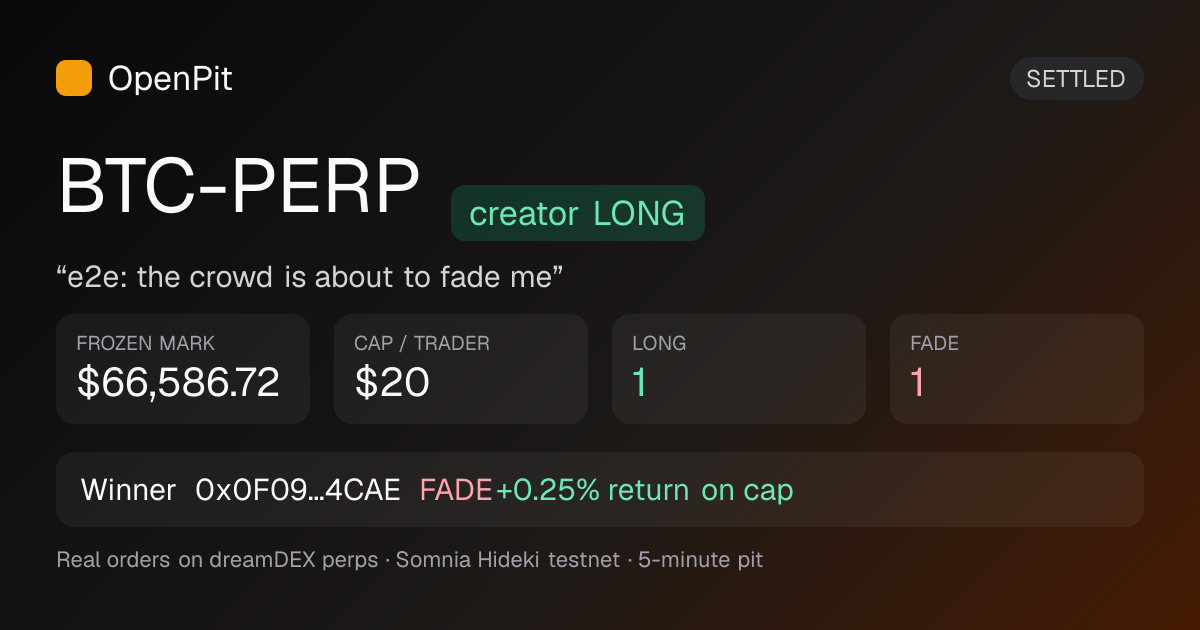 OpenPit
SETTLED
BTC-PERP
creator LONG
“e2e: the crowd is about to fade me”
FROZEN MARK
$66,586.72
CAP / TRADER
$20
LONG
1
FADE
1
Winner 0x0F09…4CAE FADE+0.25% return on cap
Real orders on dreamDEX perps · Somnia Hideki testnet · 5-minute pit